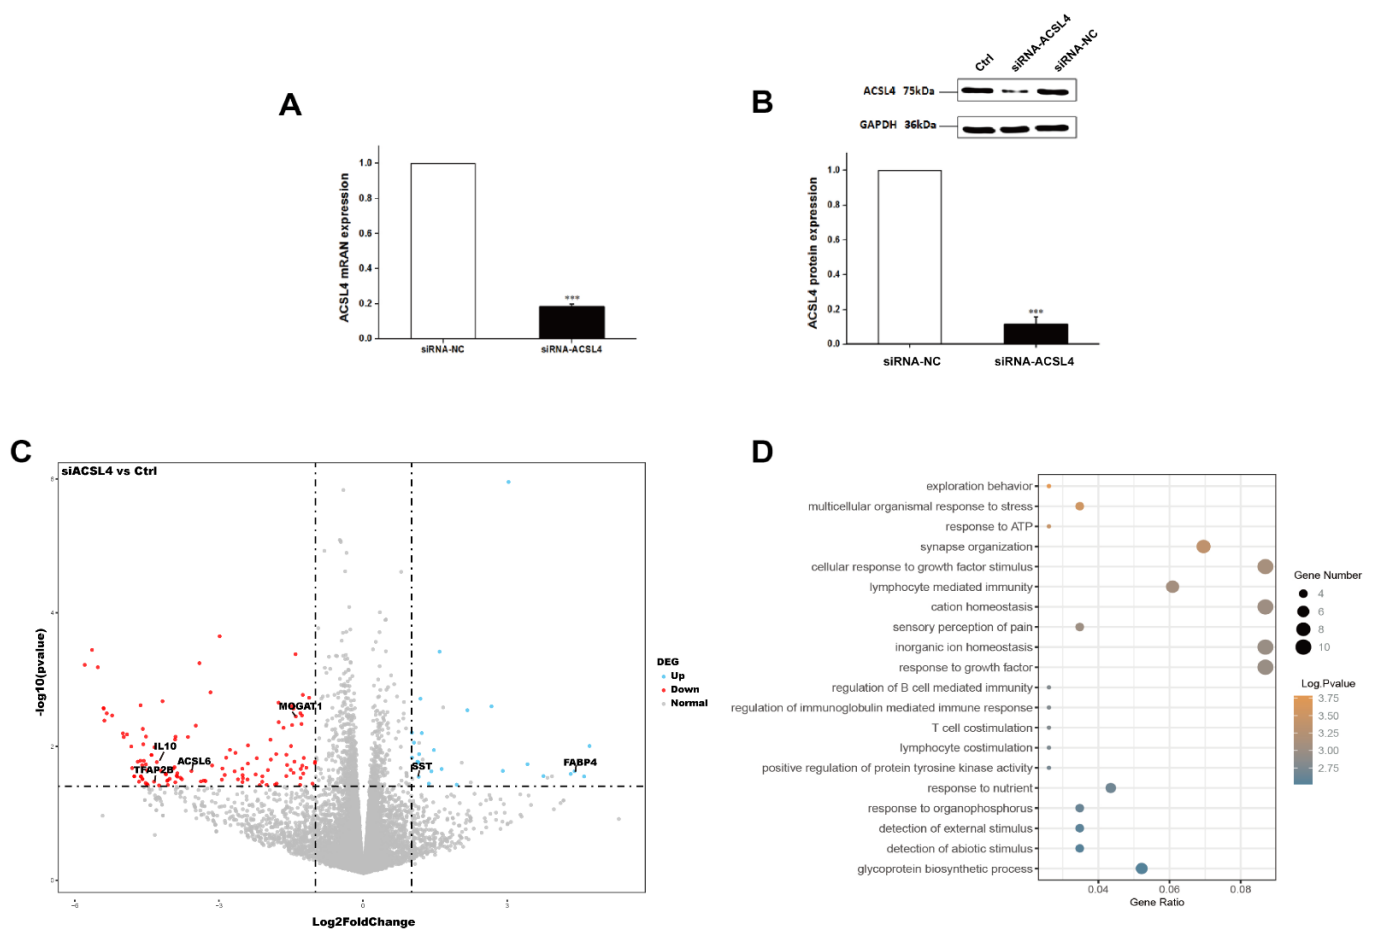 A
ACSL4 mRAN expression
1.0
0.8
0.6
0.4
0.2
0.0
***
siRNA-NC
siRNA-ACSL4
B
Ctrl
siRNA-ACSL4
siRNA-NC
ACSL4 75kDa
GAPDH 36kDa
ACSL4 protein expression
1.0
0.8
0.6
0.4
0.2
0.0
***
siRNA-NC
siRNA-ACSL4
C
siACSL4 vs Ctrl
-log10(pvalue)
6
4
2
0
MOGAT1
IL10
ACSL6
TFAP2B
SST
FABP4
-6
-3
0
3
Log2FoldChange
DEG
Up
Down
Normal
D
exploration behavior
multicellular organismal response to stress
response to ATP
synapse organization
cellular response to growth factor stimulus
lymphocyte mediated immunity
cation homeostasis
sensory perception of pain
inorganic ion homeostasis
response to growth factor
regulation of B cell mediated immunity
regulation of immunoglobulin mediated immune response
T cell costimulation
lymphocyte costimulation
positive regulation of protein tyrosine kinase activity
response to nutrient
response to organophosphorus
detection of external stimulus
detection of abiotic stimulus
glycoprotein biosynthetic process
0.04
0.06
0.08
Gene Ratio
Gene Number
4
6
8
10
Log.Pvalue
3.75
3.50
3.25
3.00
2.75